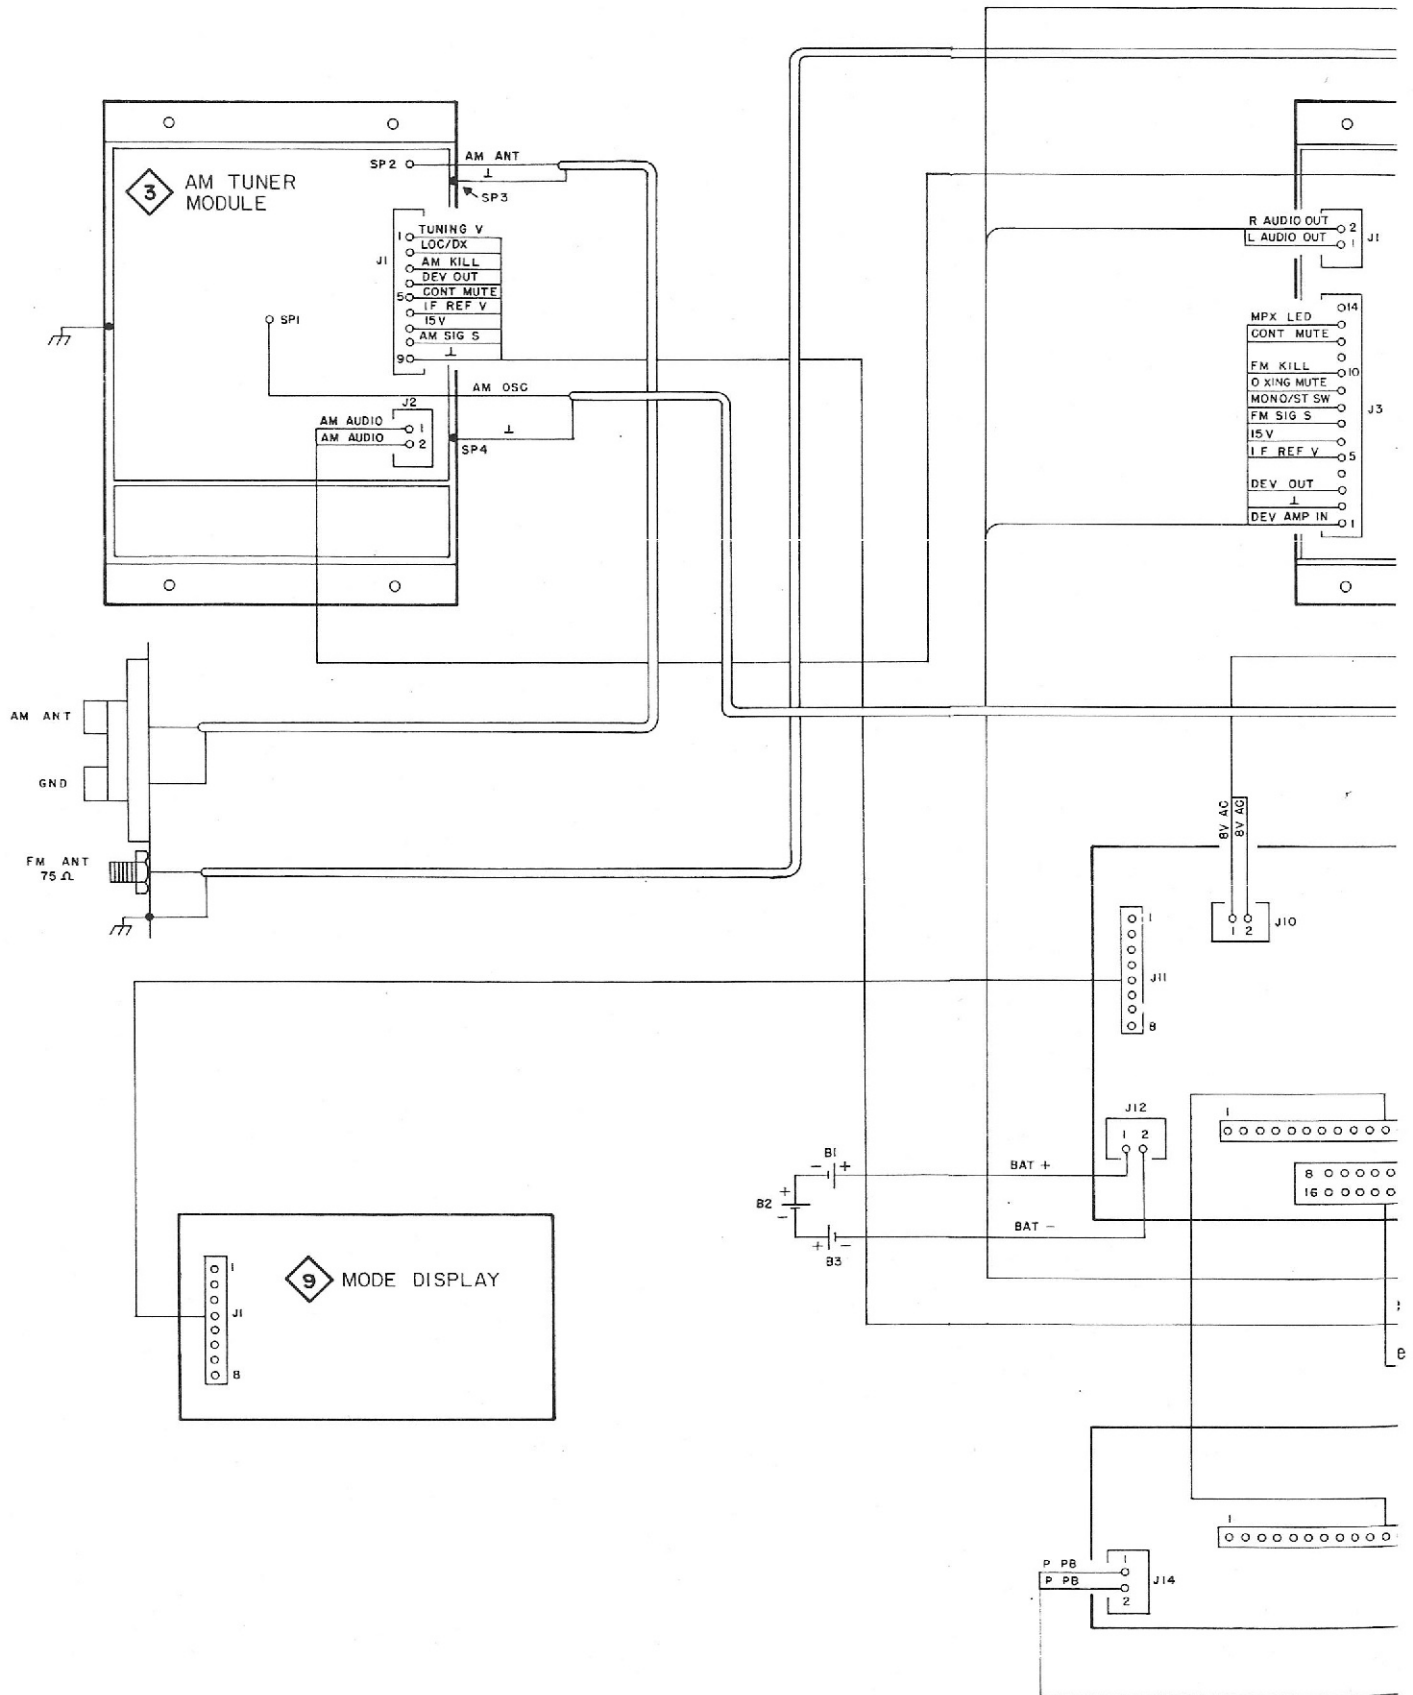 3 AM TUNER
MODULE
SP2
AM ANT
⊥
SP3
J1
1
TUNING V
LOC/DX
AM KILL
DEV OUT
5
CONT MUTE
IF REF V
15V
AM SIG S
⊥
9
SP1
AM OSC
J2
AM AUDIO 1
AM AUDIO 2
⊥
SP4
R AUDIO OUT 2
L AUDIO OUT 1
J1
14
MPX LED
CONT MUTE
FM KILL 10
O XING MUTE
MONO/ST SW
J3
FM SIG S
15V
IF REF V 5
DEV OUT
⊥
DEV AMP IN 1
AM ANT
GND
FM ANT
75 Ω
8V AC
8V AC
1 2
J10
1
J11
8
J12
1 2
1
8
16
B1
- +
BAT +
B2
+
-
BAT -
+ -
B3
9 MODE DISPLAY
1
J1
8
e
1
P PB 1
P PB
2
J14